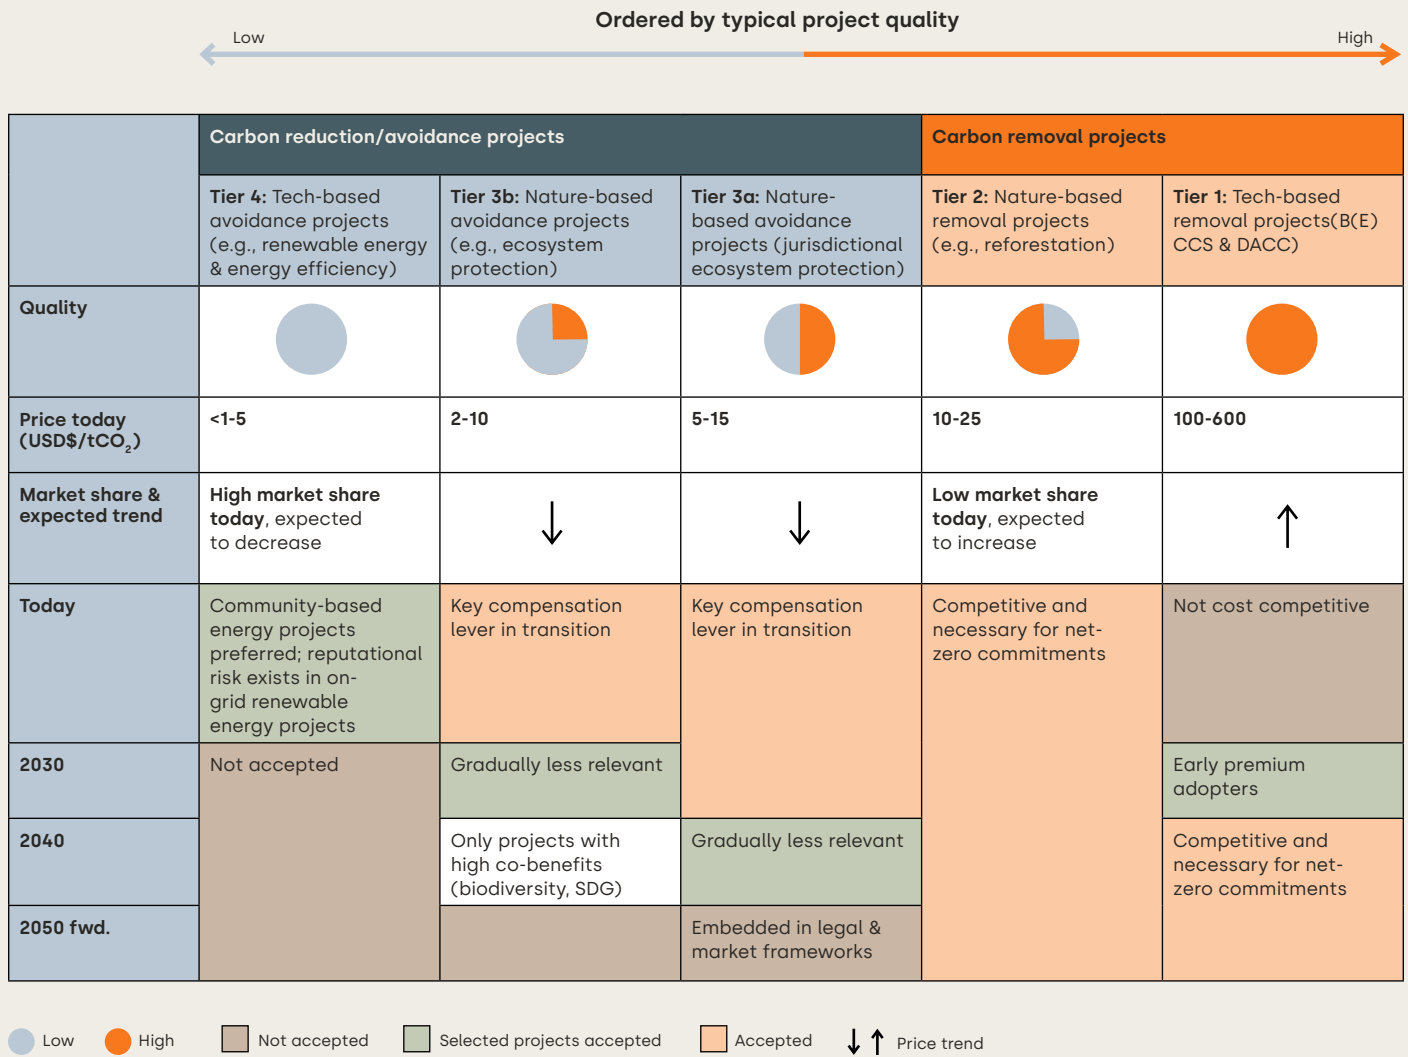 Ordered by typical project quality
Low
High
Carbon reduction/avoidance projects
Carbon removal projects
Tier 4: Tech-based
avoidance projects
(e.g., renewable energy
& energy efficiency)
Tier 3b: Nature-based
avoidance projects
(e.g., ecosystem
protection)
Tier 3a: Nature-
based avoidance
projects (jurisdictional
ecosystem protection)
Tier 2: Nature-based
removal projects
(e.g., reforestation)
Tier 1: Tech-based
removal projects(B(E)
CCS & DACC)
Quality
Price today
(USD$/tCO2)
<1-5
2-10
5-15
10-25
100-600
Market share &
expected trend
High market share
today, expected
to decrease
Low market share
today, expected
to increase
Today
Community-based
energy projects
preferred; reputational
risk exists in on-
grid renewable
energy projects
Key compensation
lever in transition
Key compensation
lever in transition
Competitive and
necessary for net-
zero commitments
Not cost competitive
2030
Not accepted
Gradually less relevant
Early premium
adopters
2040
Only projects with
high co-benefits
(biodiversity, SDG)
Gradually less relevant
Competitive and
necessary for net-
zero commitments
2050 fwd.
Embedded in legal &
market frameworks
Low
High
Not accepted
Selected projects accepted
Accepted
Price trend